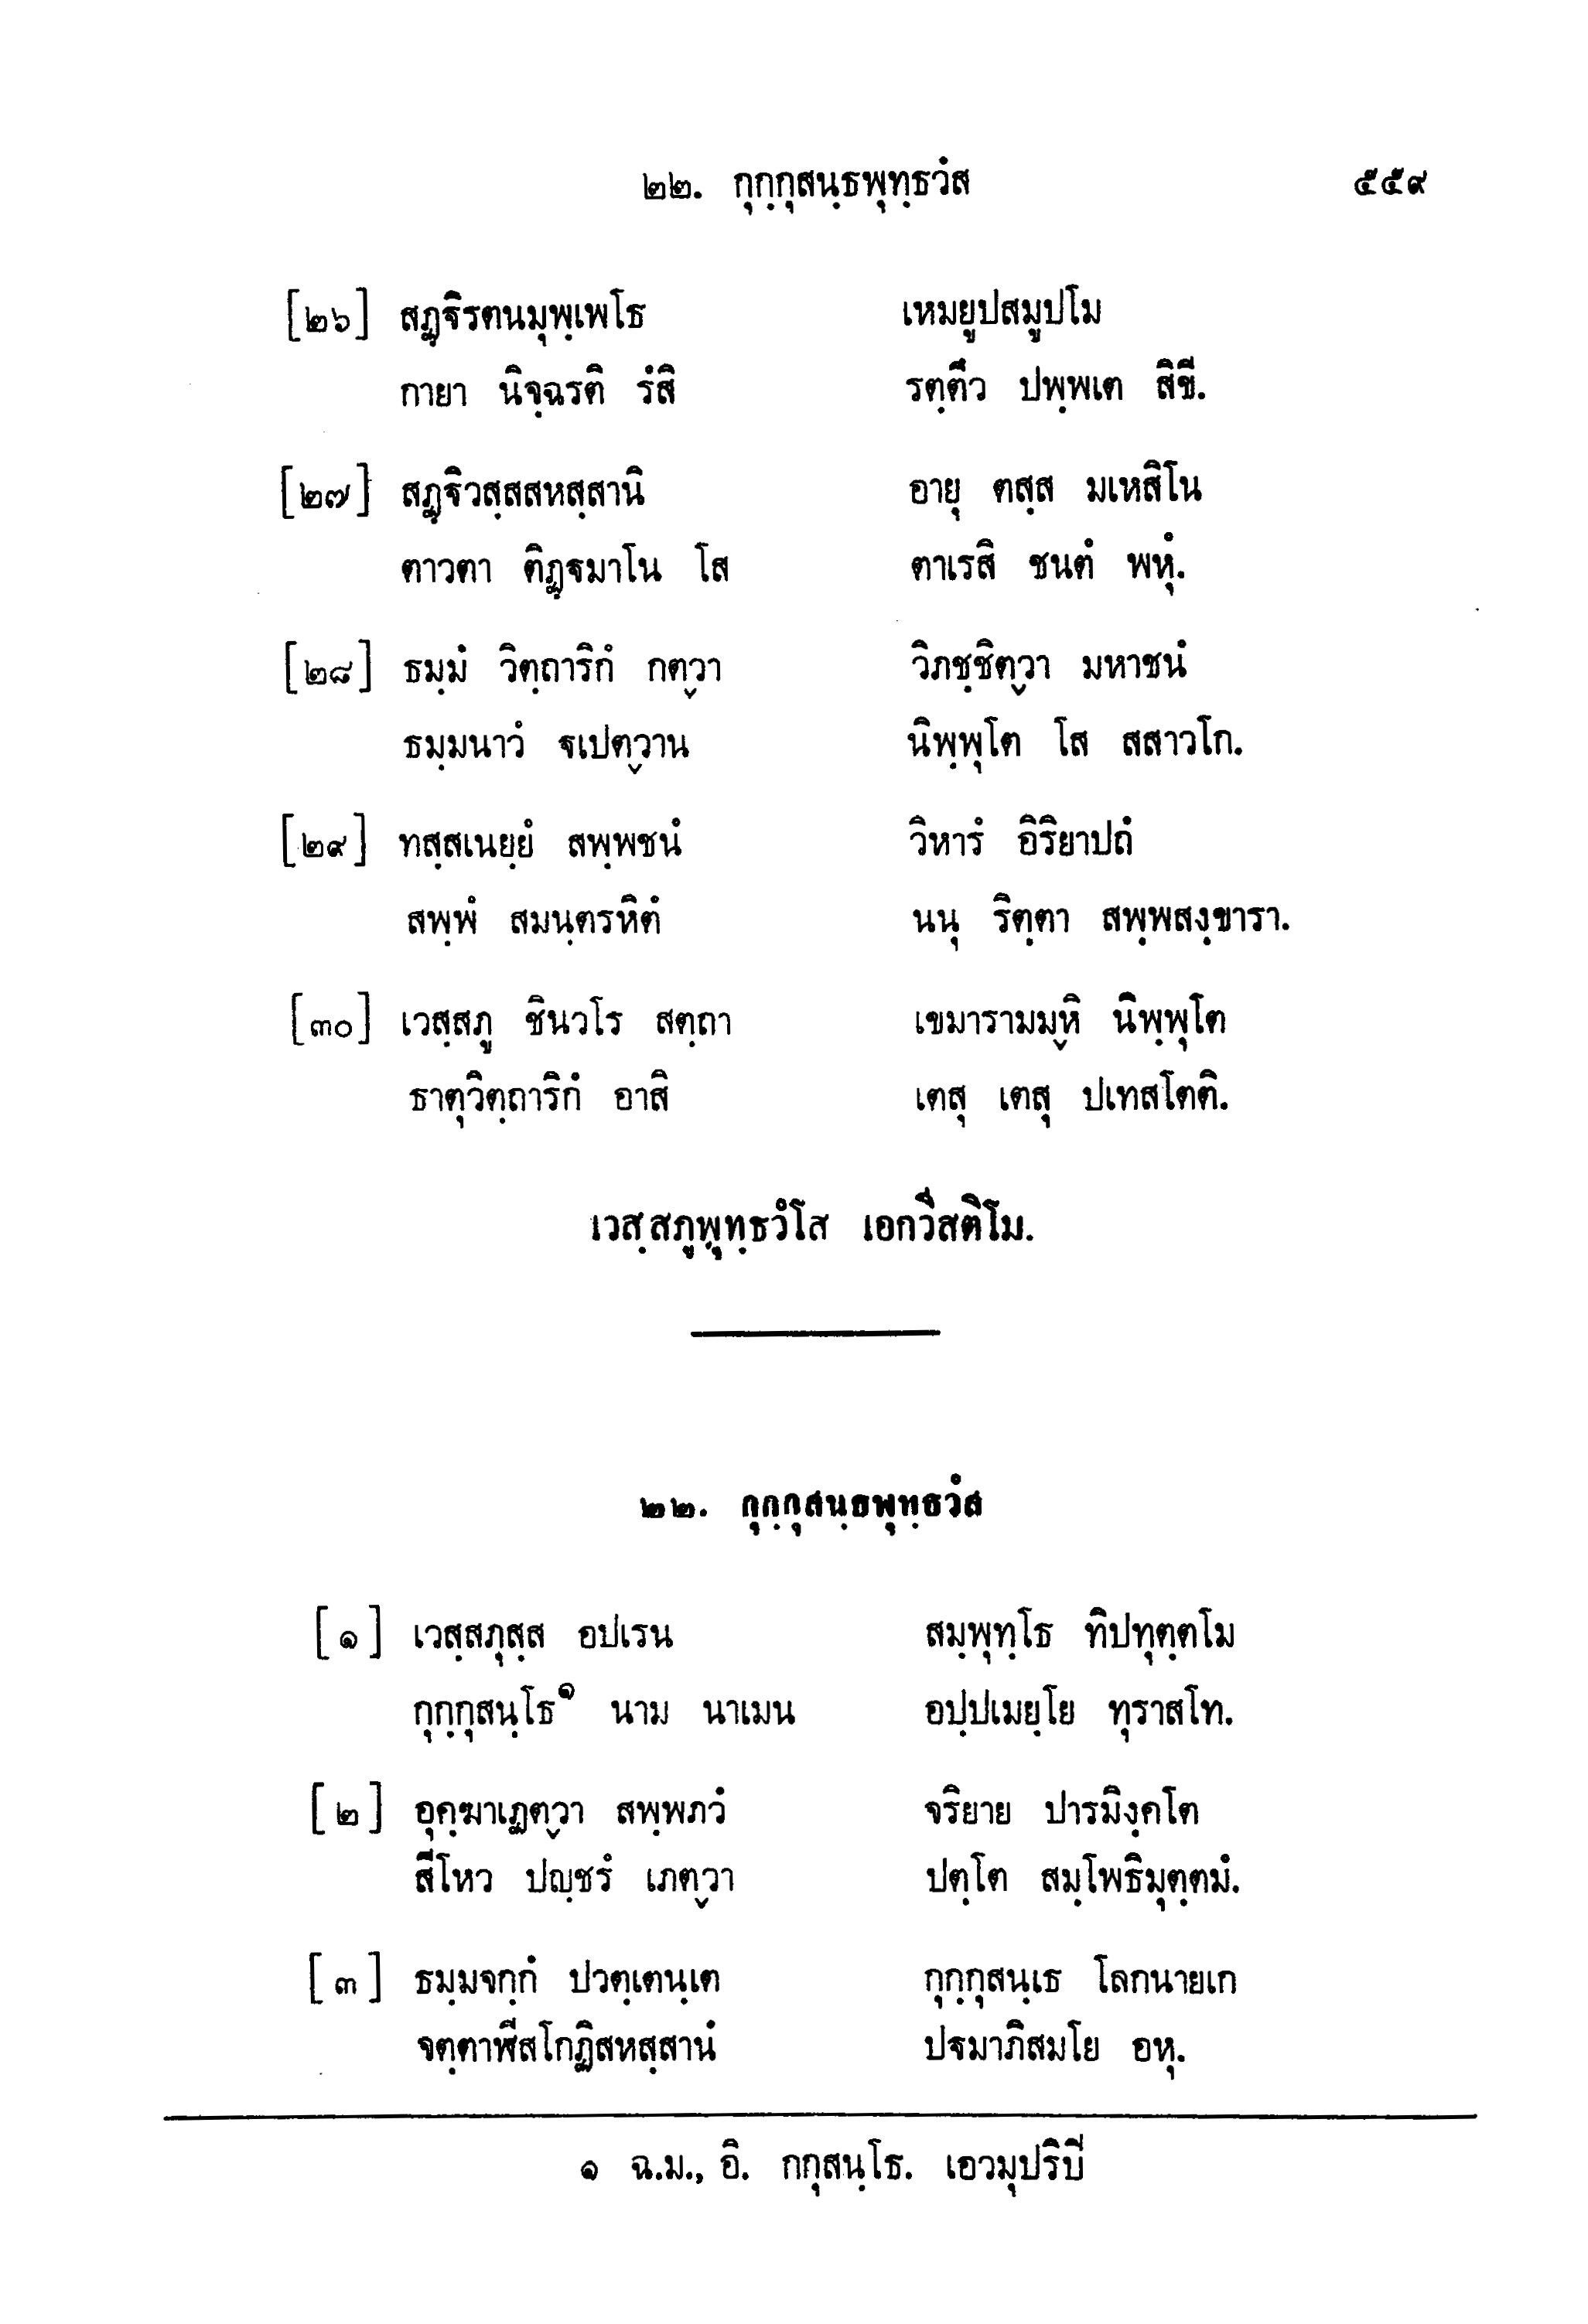 ๒๒. กุกฺกุสนฺธพุทฺธวํส ๕๕๙
[๒๖] สฏฺฐิรตนมุพฺเพโธ เหมยูปสมูปโม
กายา นิจฺฉรติ รํสิ รตฺตึว ปพฺพเต สิขี.
[๒๗] สฏฺฐิวสฺสสหสฺสานิ อายุ ตสฺส มเหสิโน
ตาวตา ติฏฺฐมาโน โส ตาเรสิ ชนตํ พหุํ.
[๒๘] ธมฺมํ วิตฺถาริกํ กตฺวา วิภชฺชิตฺวา มหาชนํ
ธมฺมนาวํ ฐเปตฺวาน นิพฺพุโต โส สสาวโก.
[๒๙] ทสฺสเนยฺยํ สพฺพชนํ วิหารํ อิริยาปถํ
สพฺพํ สมนฺตรหิตํ นนุ ริตฺตา สพฺพสงฺขารา.
[๓๐] เวสฺสภู ชินวโร สตฺถา เขมารามมฺหิ นิพฺพุโต
ธาตุวิตฺถาริกํ อาสิ เตสุ เตสุ ปเทสโตติ.
เวสฺสภูพุทฺธวํโส เอกวีสติโม.
๒๒. กุกฺกุสนฺธพุทฺธวํส
[๑] เวสฺสภุสฺส อปเรน สมฺพุทฺโธ ทิปทุตฺตโม
กุกฺกุสนฺโธ๑ นาม นาเมน อปฺปเมยฺโย ทุราสโท.
[๒] อุคฺฆาเฏตฺวา สพฺพภวํ จริยาย ปารมิงฺคโต
สีโหว ปญฺชรํ เภตฺวา ปตฺโต สมฺโพธิมุตฺตมํ.
[๓] ธมฺมจกฺกํ ปวตฺเตนฺเต กุกฺกุสนฺเธ โลกนายเก
จตฺตาฬีสโกฏิสหสฺสานํ ปฐมาภิสมโย อหุ.
๑ ฉ.ม., อิ. กกุสนฺโธ. เอวมุปริปี